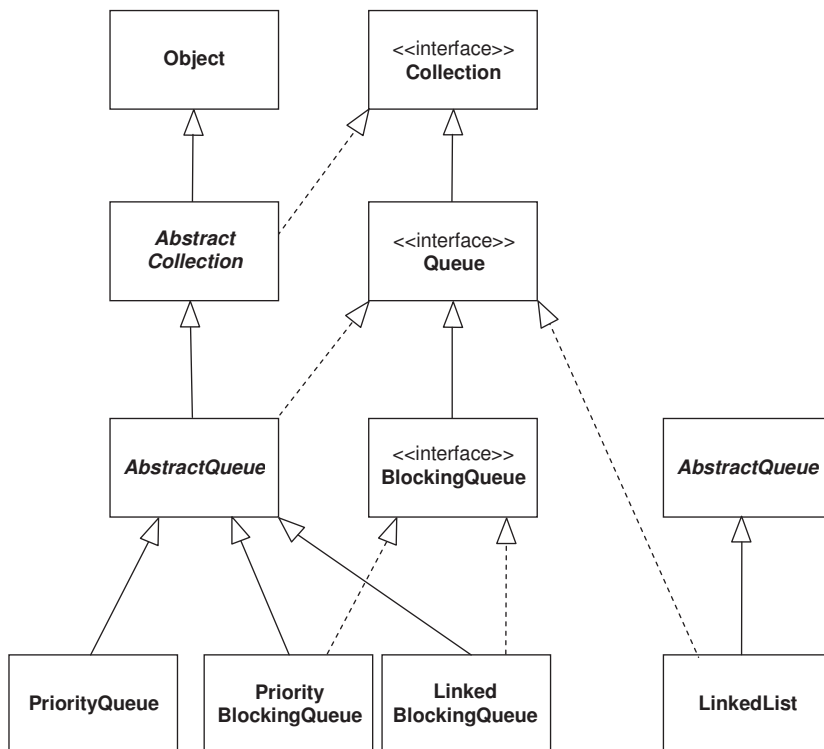 Object
<<interface>>
Collection
Abstract
Collection
<<interface>>
Queue
AbstractQueue
<<interface>>
BlockingQueue
AbstractQueue
PriorityQueue
Priority
BlockingQueue
Linked
BlockingQueue
LinkedList